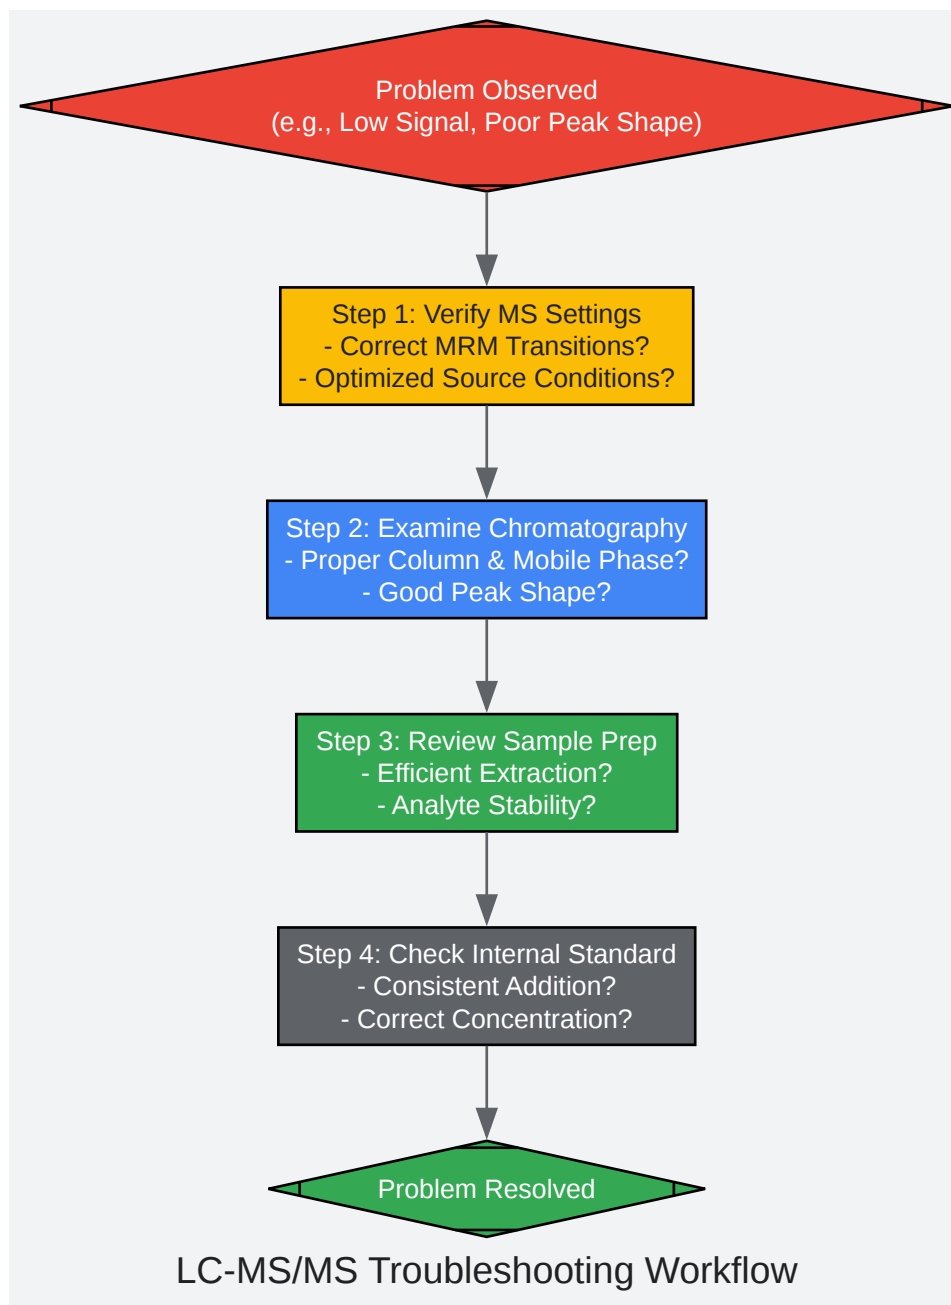 Problem Observed
(e.g., Low Signal, Poor Peak Shape)
Step 1: Verify MS Settings
- Correct MRM Transitions?
- Optimized Source Conditions?
Step 2: Examine Chromatography
- Proper Column & Mobile Phase?
- Good Peak Shape?
Step 3: Review Sample Prep
- Efficient Extraction?
- Analyte Stability?
Step 4: Check Internal Standard
- Consistent Addition?
- Correct Concentration?
Problem Resolved
LC-MS/MS Troubleshooting Workflow